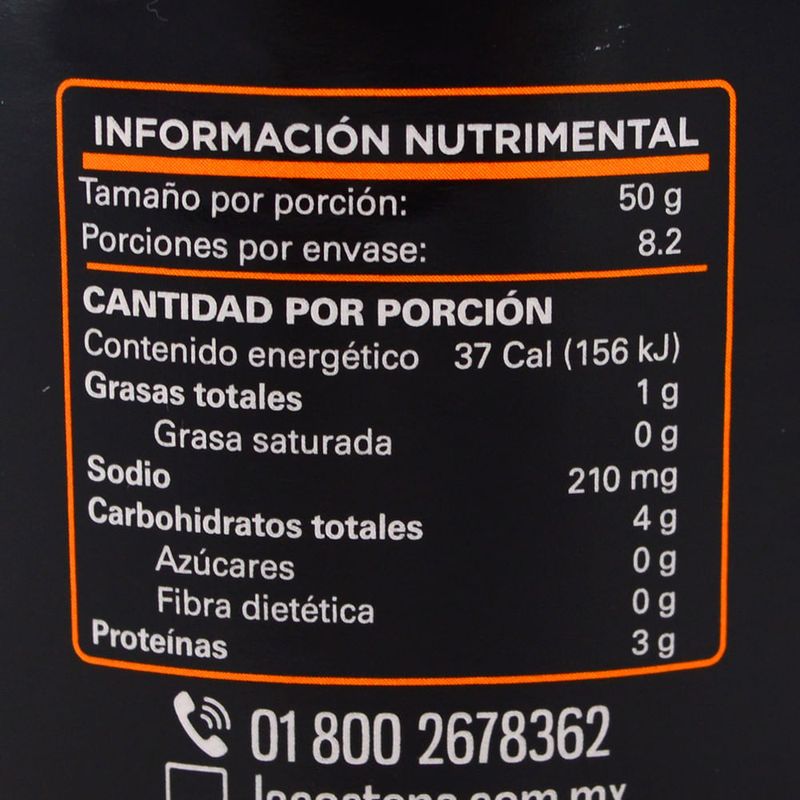 INFORMACIÓN NUTRIMENTAL
Tamaño por porción: 50 g
Porciones por envase: 8.2
CANTIDAD POR PORCIÓN
Contenido energético 37 Cal (156 kJ)
Grasas totales 1 g
Grasa saturada 0 g
Sodio 210 mg
Carbohidratos totales 4 g
Azúcares 0 g
Fibra dietética 0 g
Proteínas 3 g
01 800 2678362